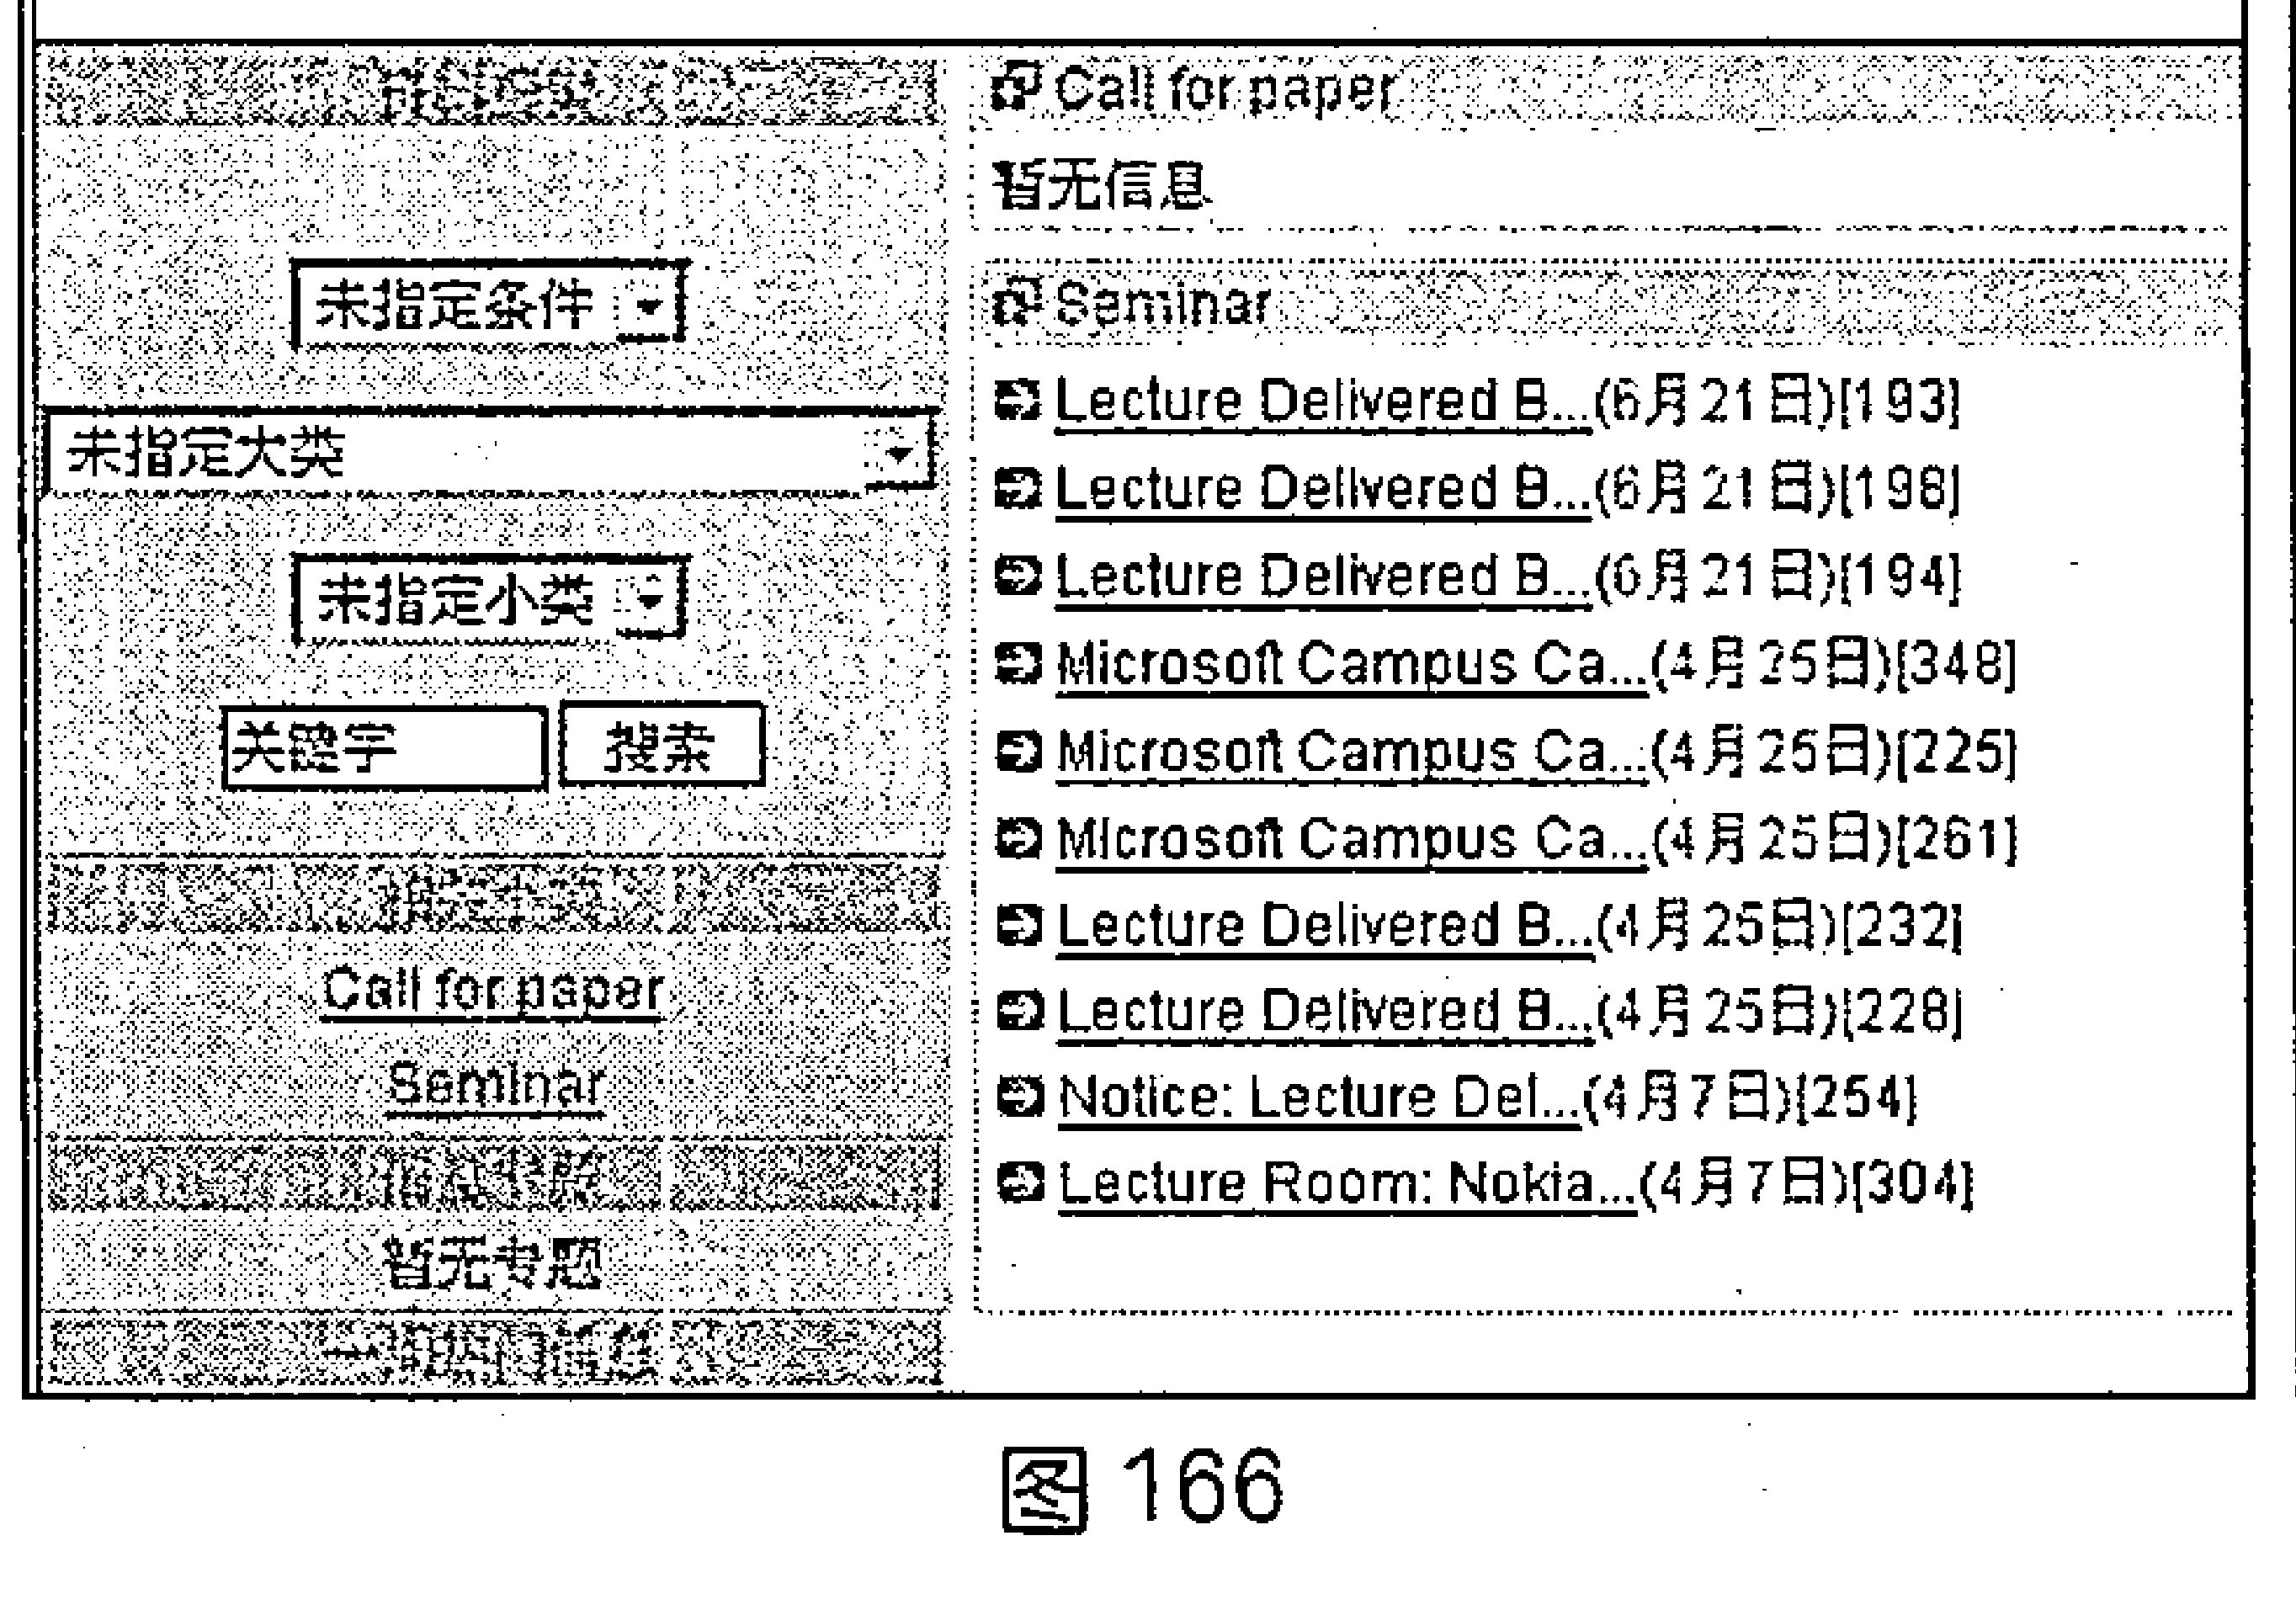 未指定条件
未指定大类
未指定小类
关键字 搜索
Call for paper
Seminar
暂无专题
Call for paper
暂无信息
Seminar
Lecture Delivered B...(6月21日)[193]
Lecture Delivered B...(6月21日)[198]
Lecture Delivered B...(6月21日)[194]
Microsoft Campus Ca...(4月25日)[348]
Microsoft Campus Ca...(4月25日)[225]
Microsoft Campus Ca...(4月25日)[261]
Lecture Delivered B...(4月25日)[232]
Lecture Delivered B...(4月25日)[228]
Notice: Lecture Del...(4月7日)[254]
Lecture Room: Nokia...(4月7日)[304]
图 166